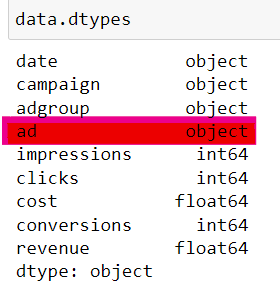 data.dtypes
date object
campaign object
adgroup object
ad object
impressions int64
clicks int64
cost float64
conversions int64
revenue float64
dtype: object